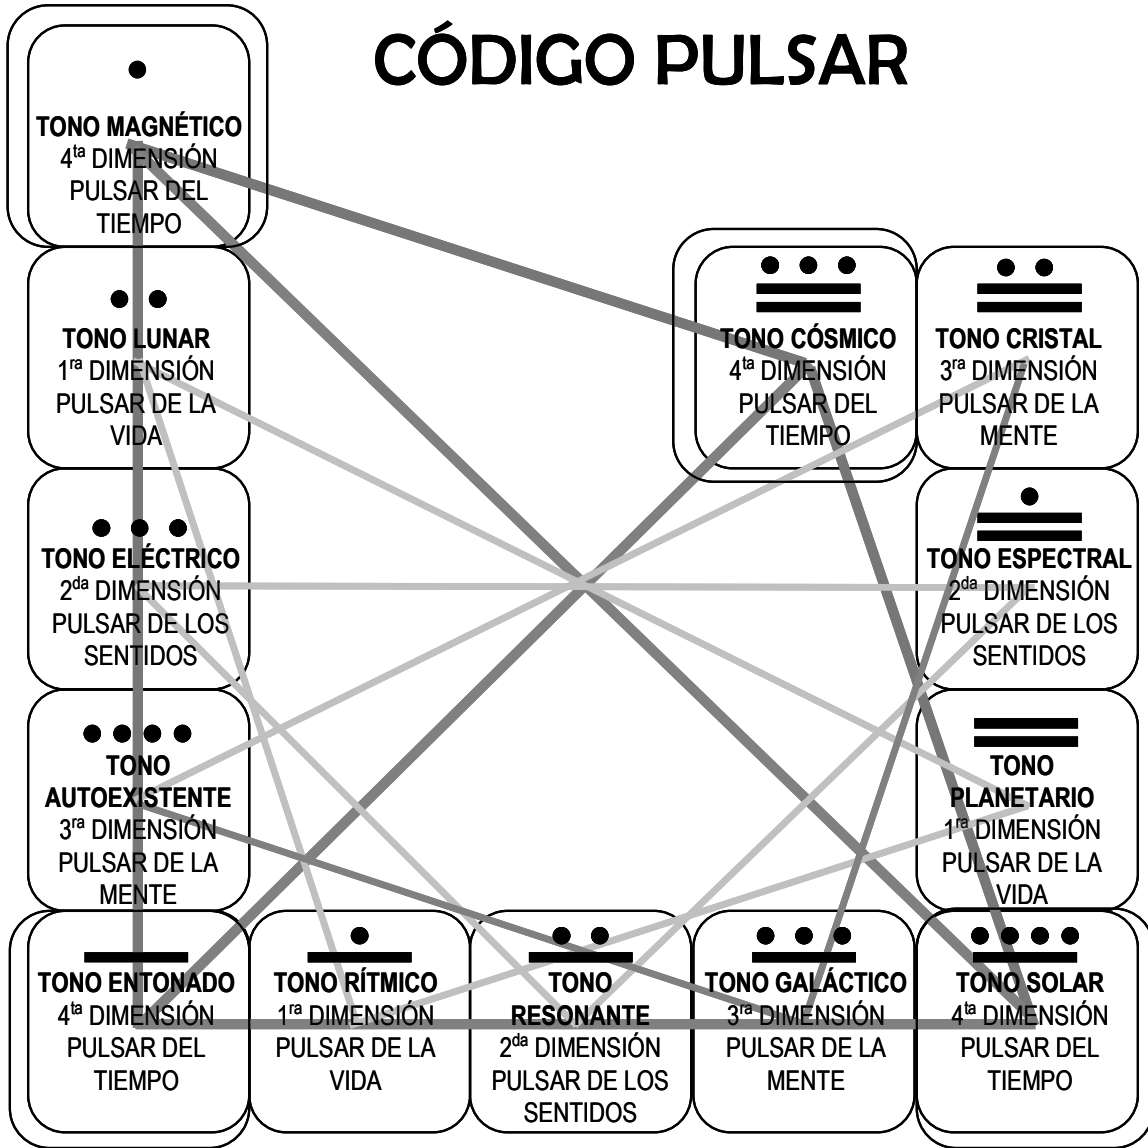 CÓDIGO PULSAR
TONO MAGNÉTICO
4ta DIMENSIÓN
PULSAR DEL
TIEMPO
TONO LUNAR
1ra DIMENSIÓN
PULSAR DE LA
VIDA
TONO ELÉCTRICO
2da DIMENSIÓN
PULSAR DE LOS
SENTIDOS
TONO
AUTOEXISTENTE
3ra DIMENSIÓN
PULSAR DE LA
MENTE
TONO ENTONADO
4ta DIMENSIÓN
PULSAR DEL
TIEMPO
TONO RÍTMICO
1ra DIMENSIÓN
PULSAR DE LA
VIDA
TONO
RESONANTE
2da DIMENSIÓN
PULSAR DE LOS
SENTIDOS
TONO GALÁCTICO
3ra DIMENSIÓN
PULSAR DE LA
MENTE
TONO SOLAR
4ta DIMENSIÓN
PULSAR DEL
TIEMPO
TONO
PLANETARIO
1ra DIMENSIÓN
PULSAR DE LA
VIDA
TONO ESPECTRAL
2da DIMENSIÓN
PULSAR DE LOS
SENTIDOS
TONO CRISTAL
3ra DIMENSIÓN
PULSAR DE LA
MENTE
TONO CÓSMICO
4ta DIMENSIÓN
PULSAR DEL
TIEMPO